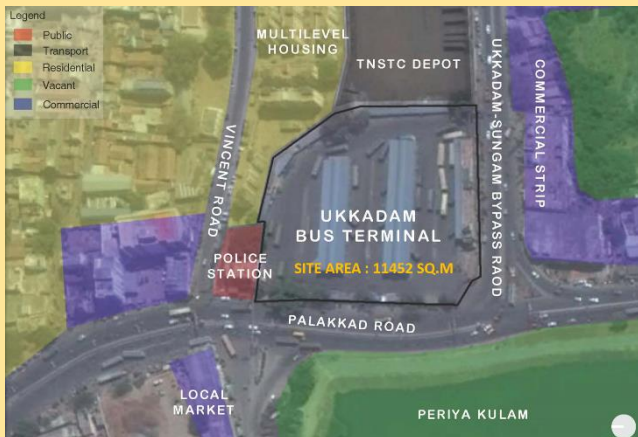 Legend
Public
Transport
Residential
Vacant
Commercial
MULTILEVEL
HOUSING
TNSTC DEPOT
VINCENT ROAD
UKKADAM-SUNGAM BYPASS RAOD
COMMERCIAL STRIP
UKKADAM
BUS TERMINAL
SITE AREA : 11452 SQ.M
POLICE
STATION
PALAKKAD ROAD
LOCAL
MARKET
PERIYA KULAM